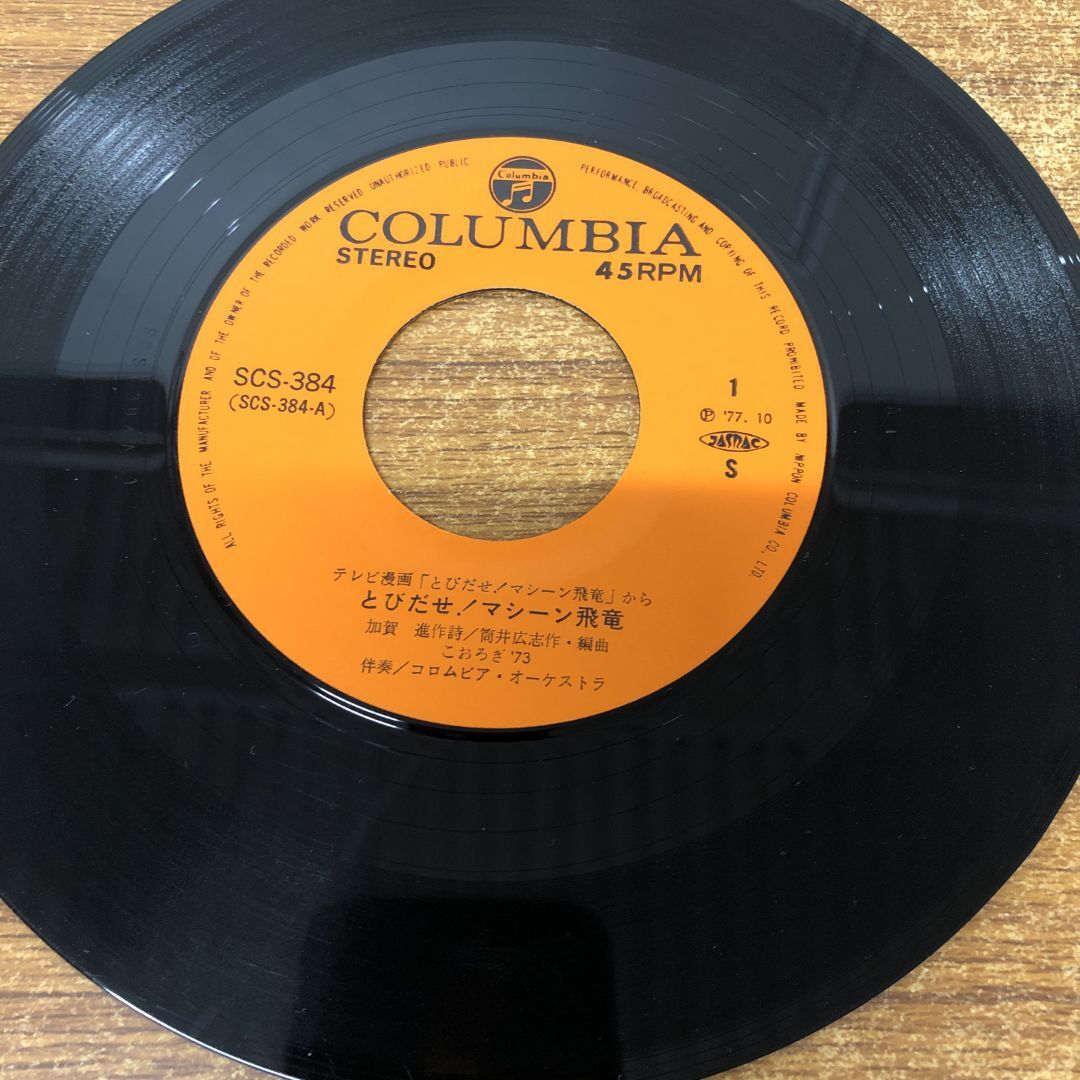 ALL RIGHTS OF THE MANUFACTURER AND OF THE OWNER OF THE RECORDED WORK RESERVED UNAUTHORIZED PUBLIC PERFORMANCE, BROADCASTING AND COPYING OF THIS RECORD PROHIBITED MADE BY NIPPON COLUMBIA CO., LTD.
Columbia
COLUMBIA
STEREO 45RPM
SCS-384
(SCS-384-A)
1
Ⓟ '77. 10
JASRAC
S
テレビ漫画「とびだせ!マシーン飛竜」から
とびだせ!マシーン飛竜
加賀 進作詩/筒井広志作・編曲
こおろぎ'73
伴奏/コロムビア・オーケストラ